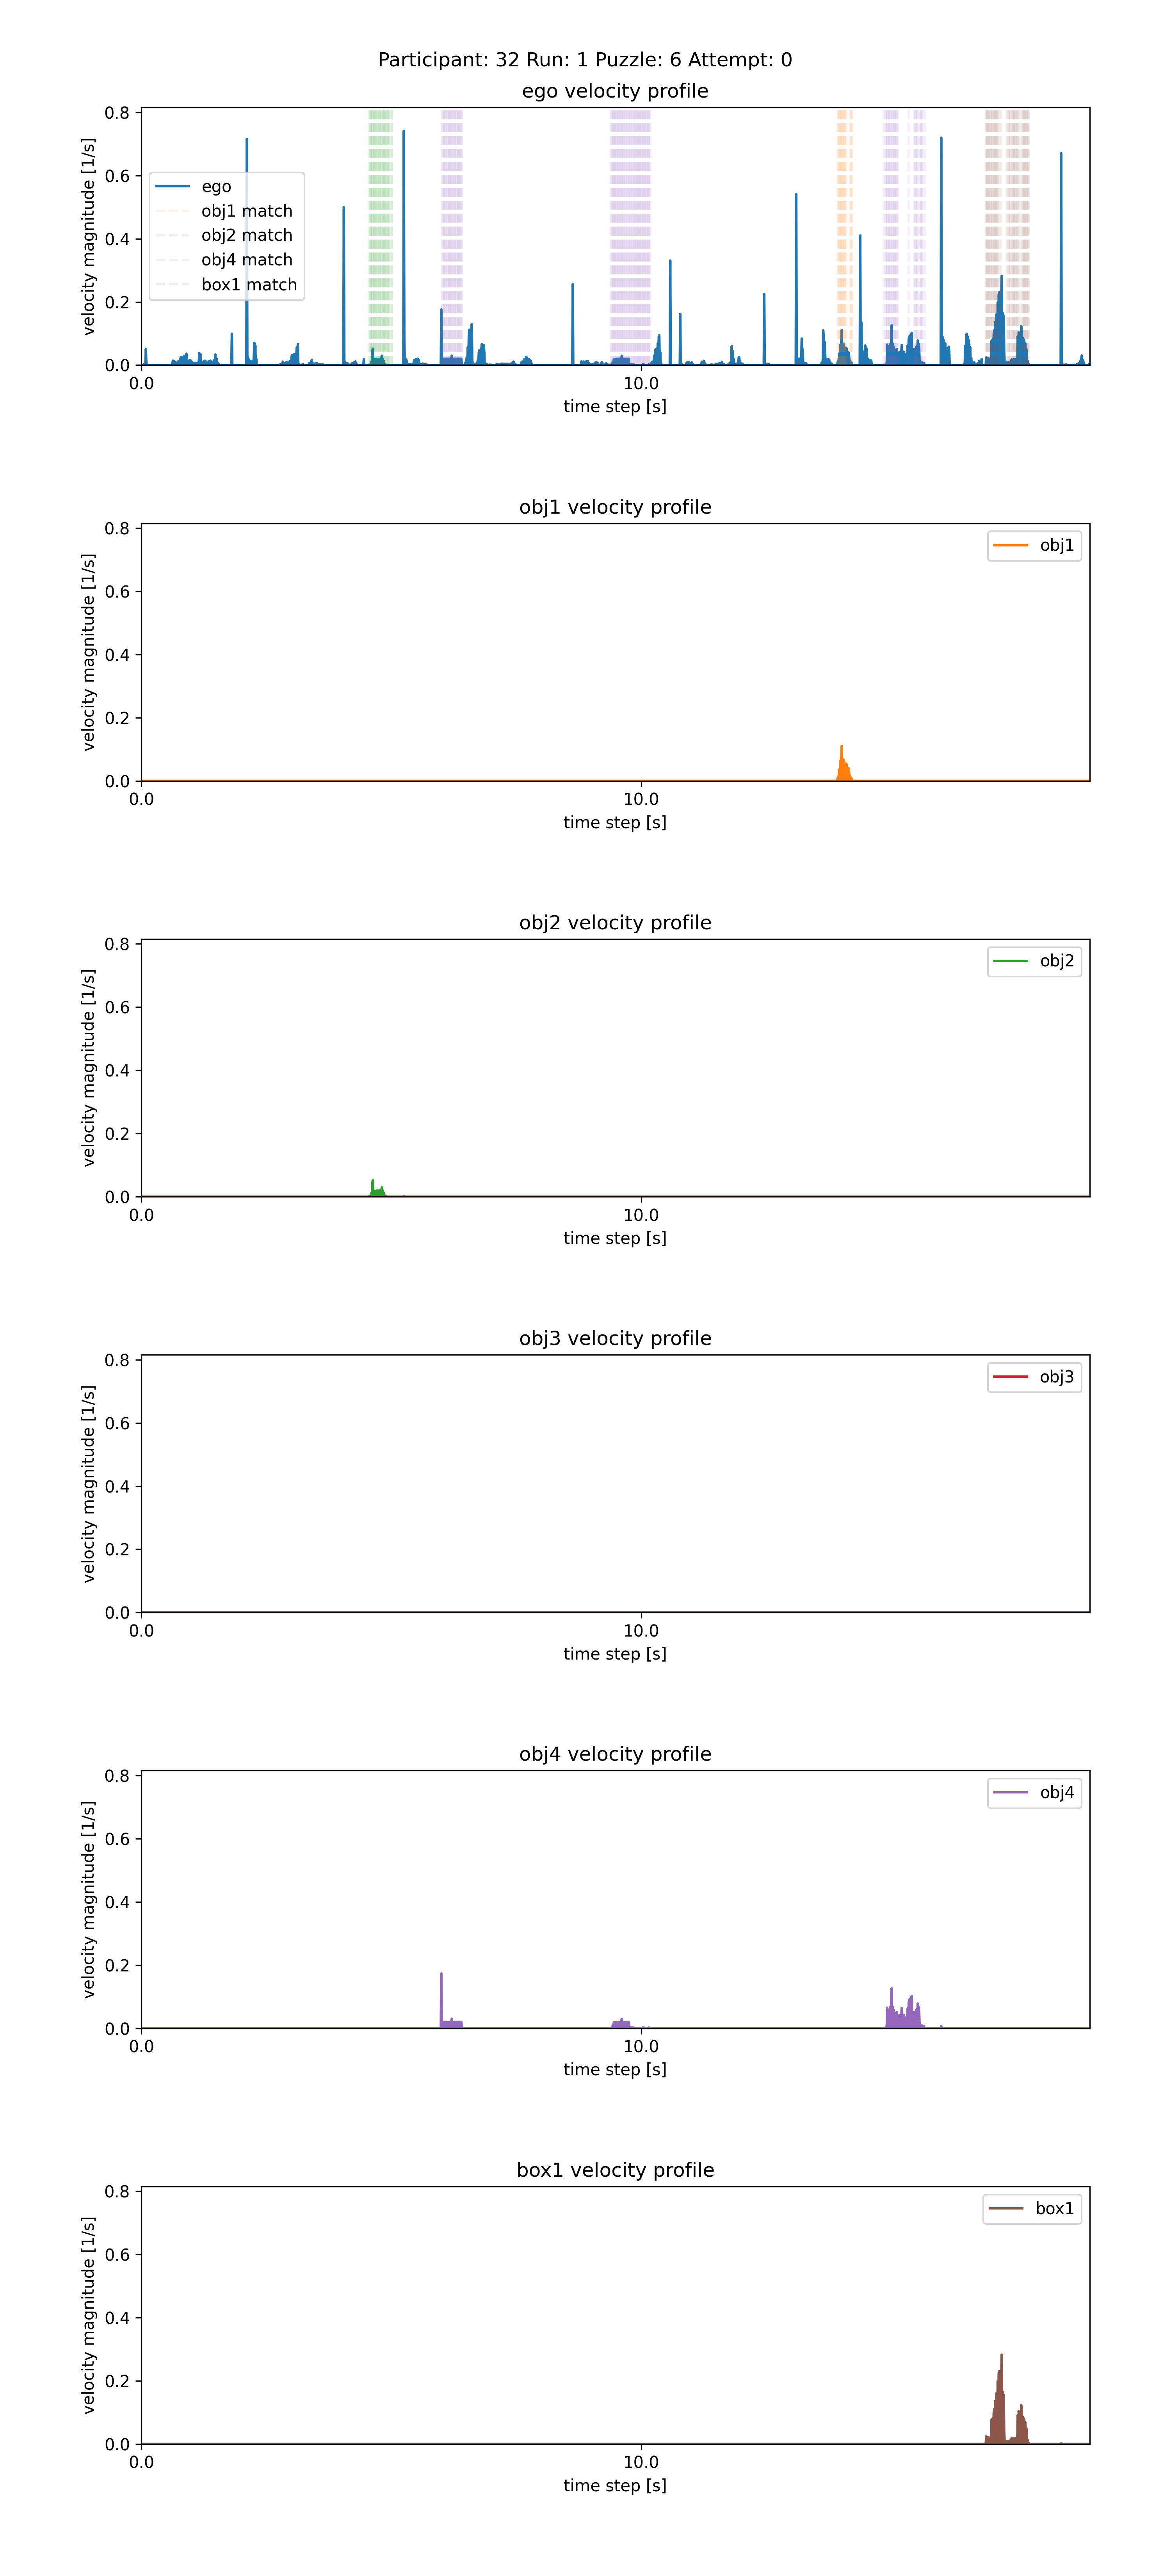 Participant: 32 Run: 1 Puzzle: 6 Attempt: 0
ego velocity profile
velocity magnitude [1/s]
0.8
0.6
0.4
0.2
0.0
ego
obj1 match
obj2 match
obj4 match
box1 match
0.0 10.0
time step [s]
obj1 velocity profile
velocity magnitude [1/s]
0.8
0.6
0.4
0.2
0.0
obj1
0.0 10.0
time step [s]
obj2 velocity profile
velocity magnitude [1/s]
0.8
0.6
0.4
0.2
0.0
obj2
0.0 10.0
time step [s]
obj3 velocity profile
velocity magnitude [1/s]
0.8
0.6
0.4
0.2
0.0
obj3
0.0 10.0
time step [s]
obj4 velocity profile
velocity magnitude [1/s]
0.8
0.6
0.4
0.2
0.0
obj4
0.0 10.0
time step [s]
box1 velocity profile
velocity magnitude [1/s]
0.8
0.6
0.4
0.2
0.0
box1
0.0 10.0
time step [s]